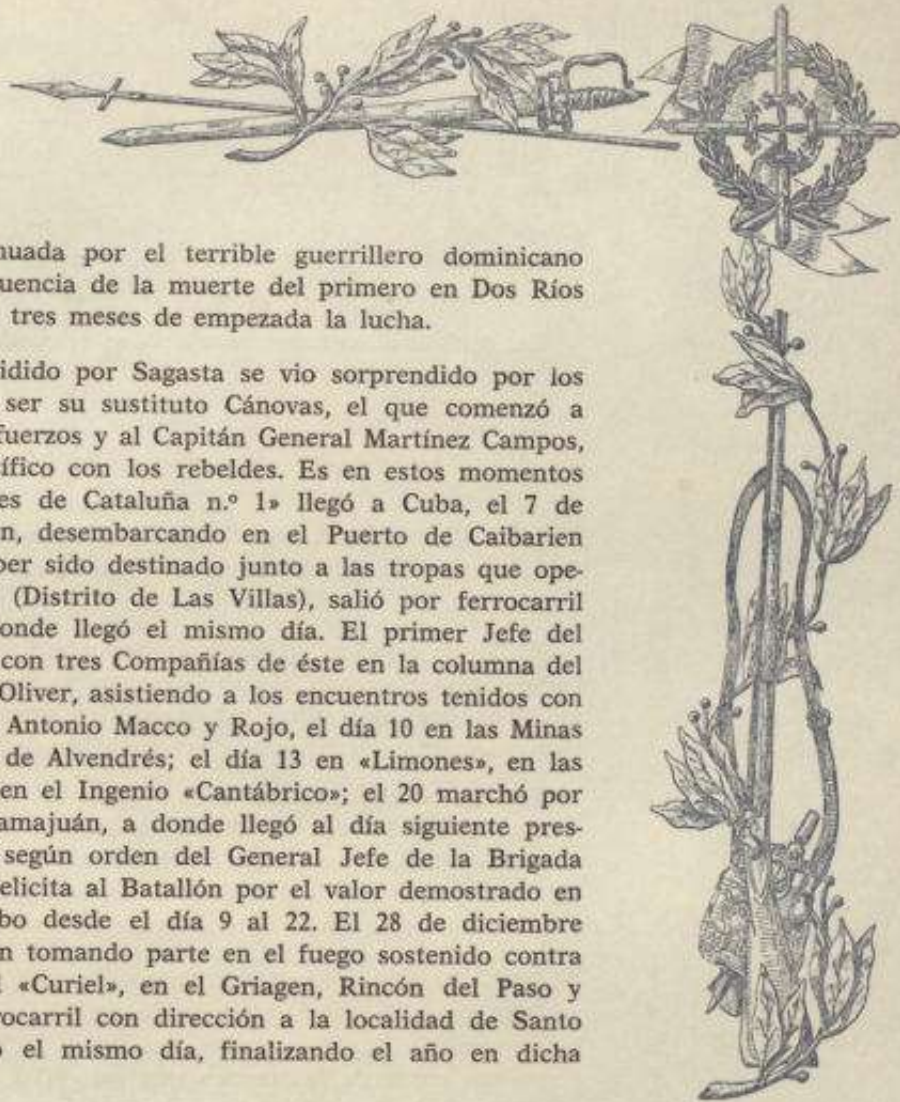 nuada por el terrible guerrillero dominicano
uencia de la muerte del primero en Dos Ríos
tres meses de empezada la lucha.
idido por Sagasta se vio sorprendido por los
ser su sustituto Cánovas, el que comenzó a
fuerzos y al Capitán General Martínez Campos,
ífico con los rebeldes. Es en estos momentos
es de Cataluña n.º 1» llegó a Cuba, el 7 de
n, desembarcando en el Puerto de Caibarien
ber sido destinado junto a las tropas que ope-
(Distrito de Las Villas), salió por ferrocarril
onde llegó el mismo día. El primer Jefe del
con tres Compañías de éste en la columna del
Oliver, asistiendo a los encuentros tenidos con
Antonio Macco y Rojo, el día 10 en las Minas
de Alvendrés; el día 13 en «Limones», en las
en el Ingenio «Cantábrico»; el 20 marchó por
amajuán, a donde llegó al día siguiente pres-
según orden del General Jefe de la Brigada
elicita al Batallón por el valor demostrado en
bo desde el día 9 al 22. El 28 de diciembre
n tomando parte en el fuego sostenido contra
l «Curiel», en el Griagen, Rincón del Paso y
rocarril con dirección a la localidad de Santo
o el mismo día, finalizando el año en dicha